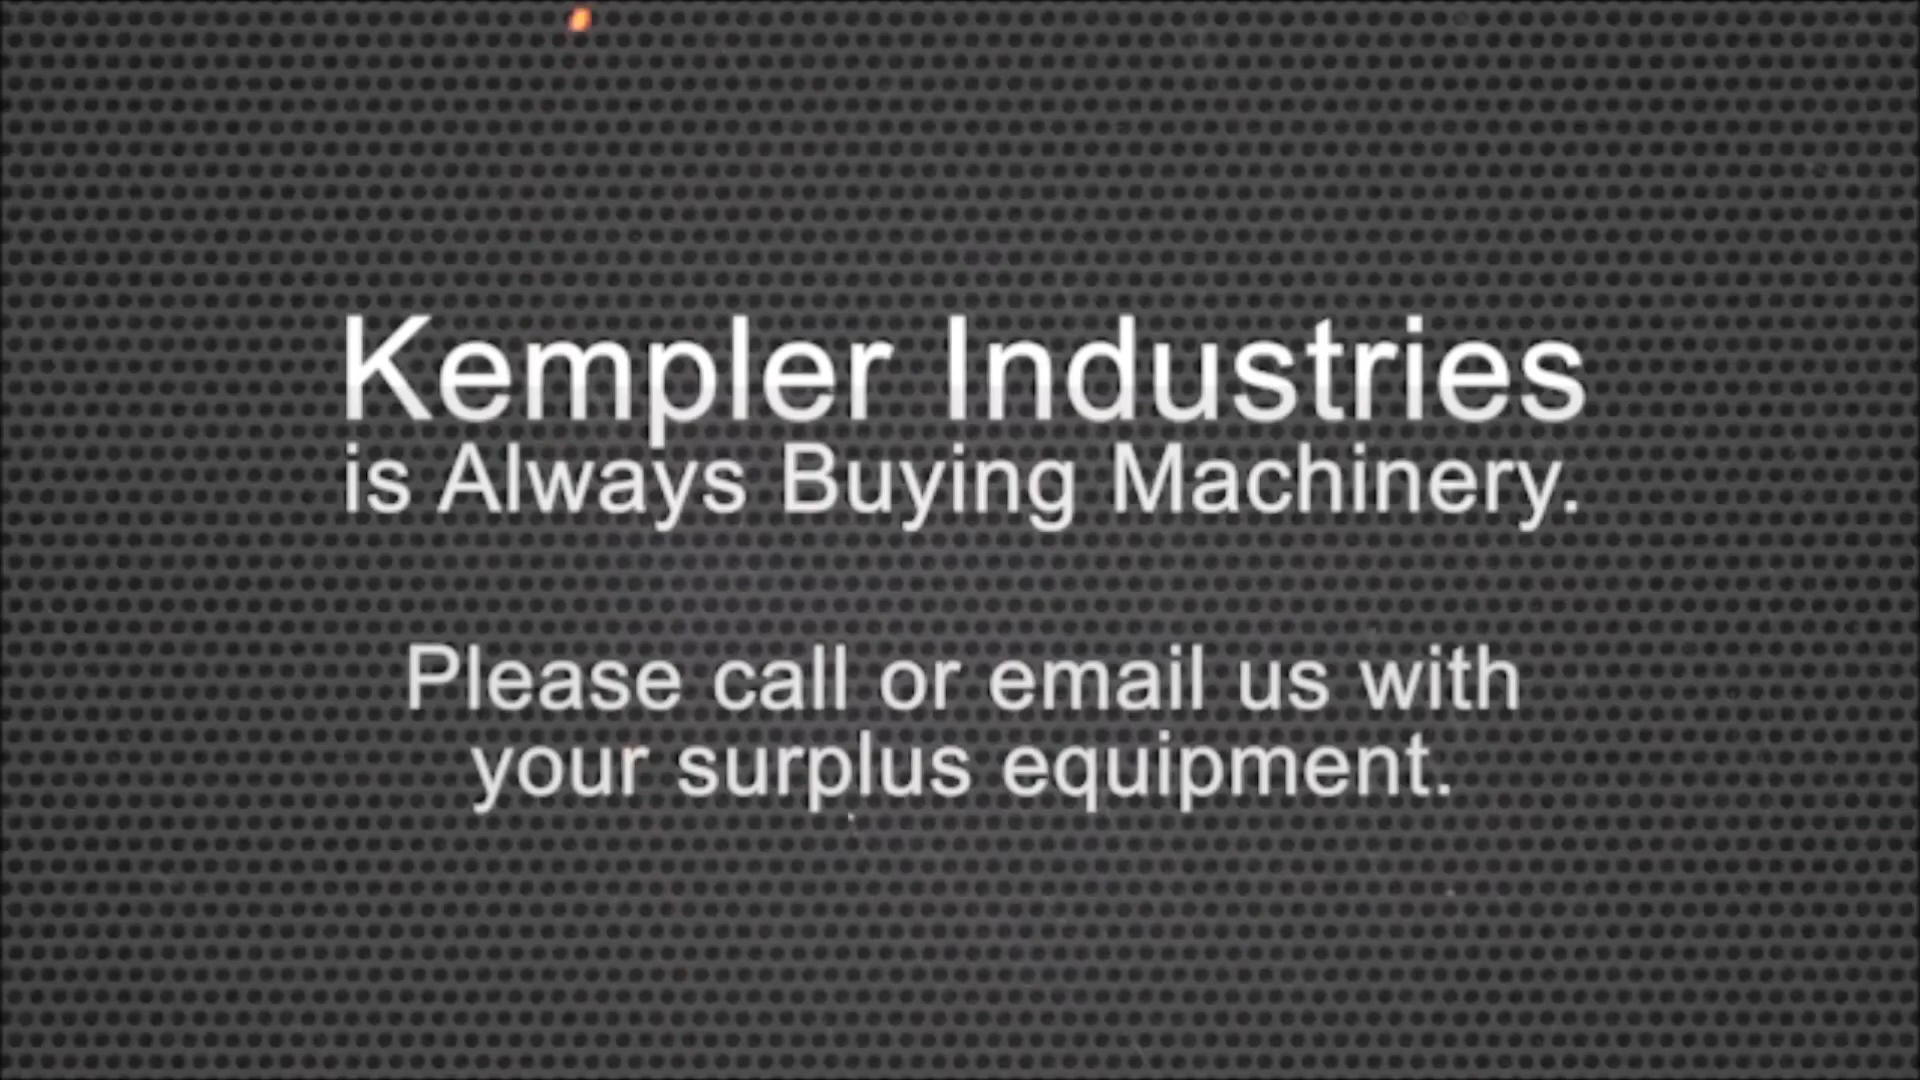 Kempler Industries
is Always Buying Machinery.
Please call or email us with
your surplus equipment.